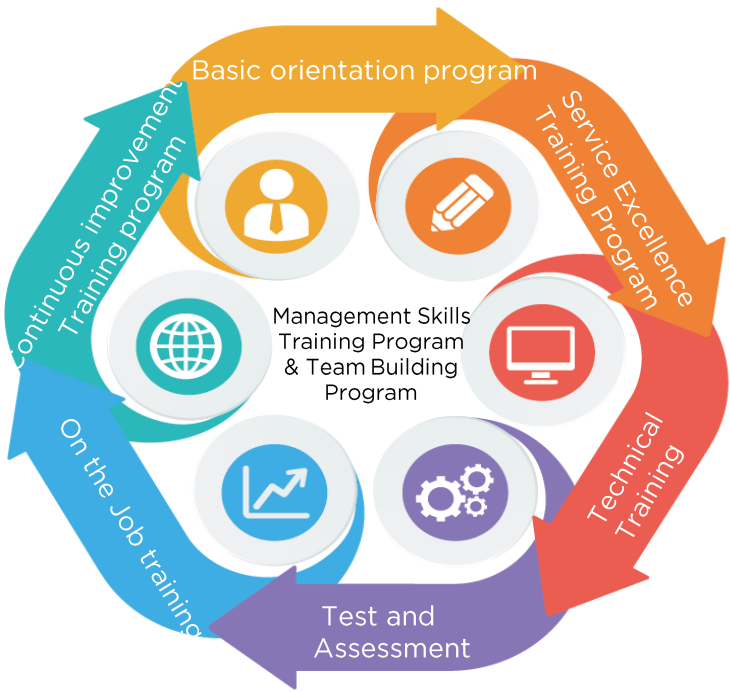 Basic orientation program
Service Excellence
Training Program
Technical
Training
Test and
Assessment
On the Job training
Continuous improvement
Training program
Management Skills
Training Program
& Team Building
Program